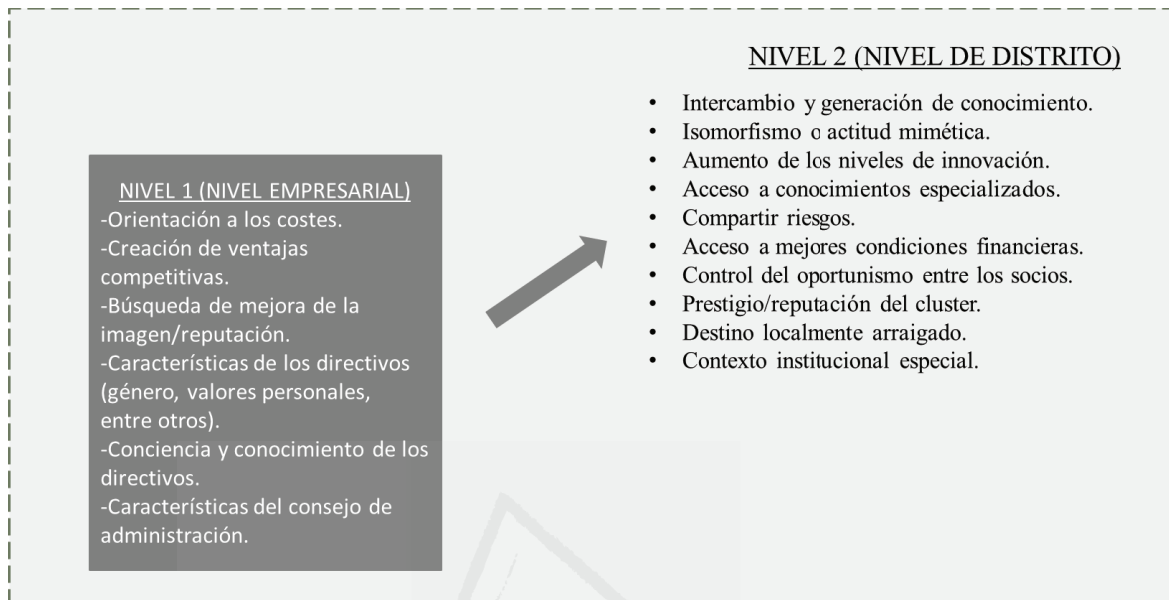 NIVEL 2 (NIVEL DE DISTRITO)
• Intercambio y generación de conocimiento.
• Isomorfismo o actitud mimética.
• Aumento de los niveles de innovación.
• Acceso a conocimientos especializados.
• Compartir riesgos.
• Acceso a mejores condiciones financieras.
• Control del oportunismo entre los socios.
• Prestigio/reputación del cluster.
• Destino localmente arraigado.
• Contexto institucional especial.
NIVEL 1 (NIVEL EMPRESARIAL)
-Orientación a los costes.
-Creación de ventajas
competitivas.
-Búsqueda de mejora de la
imagen/reputación.
-Características de los directivos
(género, valores personales,
entre otros).
-Conciencia y conocimiento de los
directivos.
-Características del consejo de
administración.